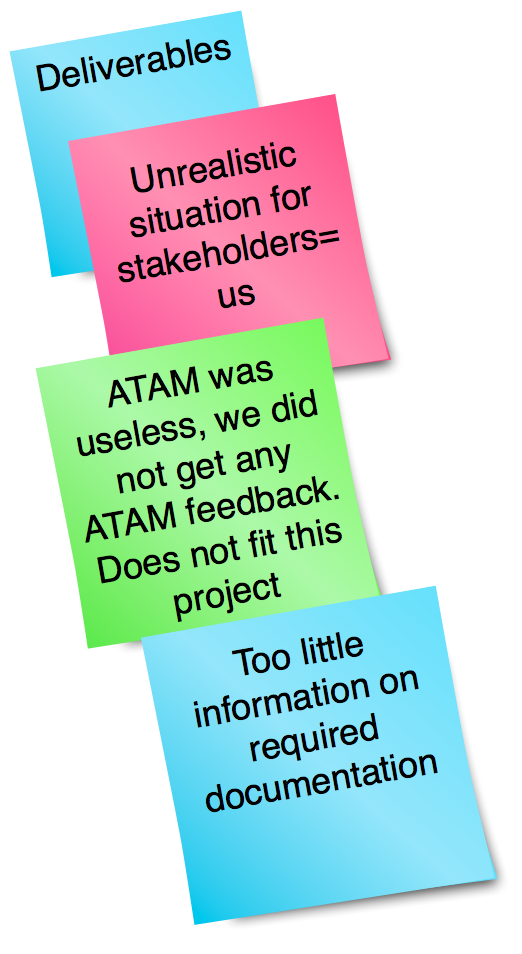 Deliverables
Unrealistic
situation for
stakeholders=
us
ATAM was
useless, we did
not get any
ATAM feedback.
Does not fit this
project
Too little
information on
required
documentation